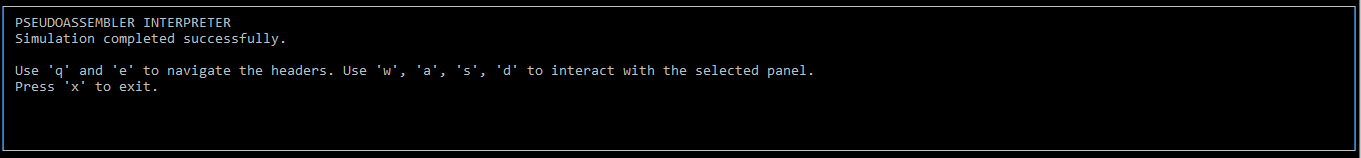 PSEUDOASSEMBLER INTERPRETER
Simulation completed successfully.
Use 'q' and 'e' to navigate the headers. Use 'w', 'a', 's', 'd' to interact with the selected panel.
Press 'x' to exit.